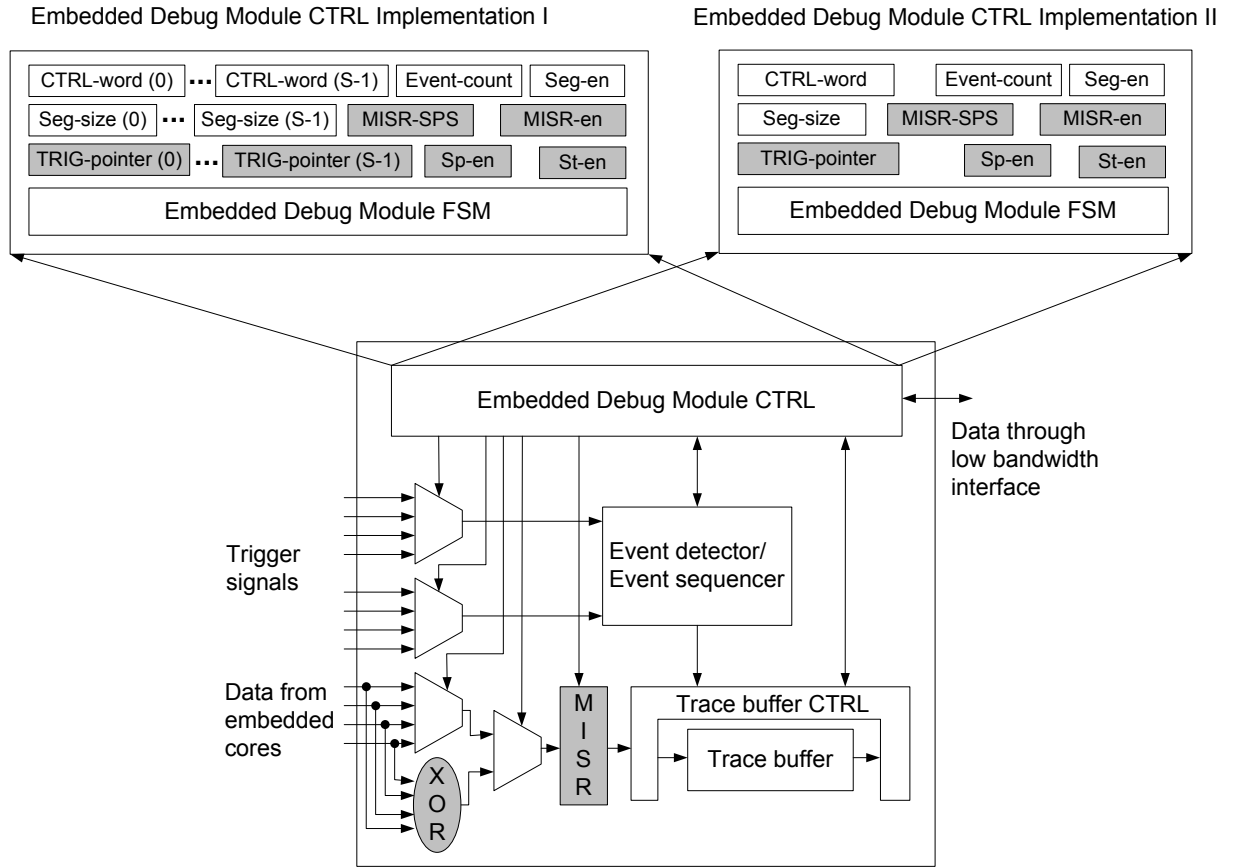 Embedded Debug Module CTRL Implementation I
Embedded Debug Module CTRL Implementation II
CTRL-word (0) ... CTRL-word (S-1) Event-count Seg-en
Seg-size (0) ... Seg-size (S-1) MISR-SPS MISR-en
TRIG-pointer (0) ... TRIG-pointer (S-1) Sp-en St-en
Embedded Debug Module FSM
CTRL-word Event-count Seg-en
Seg-size MISR-SPS MISR-en
TRIG-pointer Sp-en St-en
Embedded Debug Module FSM
Embedded Debug Module CTRL
Data through
low bandwidth
interface
Trigger
signals
Event detector/
Event sequencer
Data from
embedded
cores
XOR
MISR
Trace buffer CTRL
Trace buffer